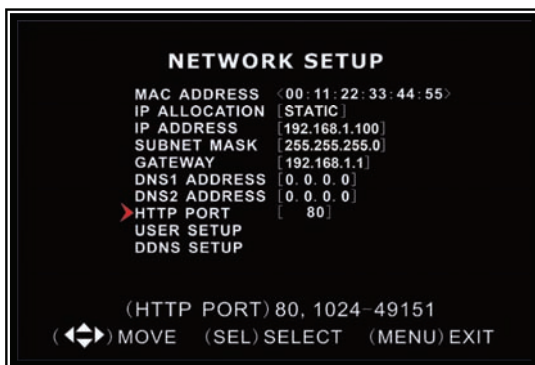 NETWORK SETUP
MAC ADDRESS <00:11:22:33:44:55>
IP ALLOCATION [STATIC]
IP ADDRESS [192.168.1.100]
SUBNET MASK [255.255.255.0]
GATEWAY [192.168.1.1]
DNS1 ADDRESS [0.0.0.0]
DNS2 ADDRESS [0.0.0.0]
HTTP PORT [ 80]
USER SETUP
DDNS SETUP
(HTTP PORT) 80, 1024-49151
() MOVE (SEL) SELECT (MENU) EXIT